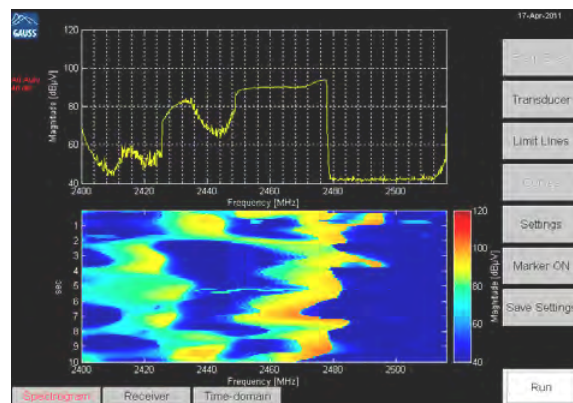 17-Apr-2011
GAUSS
120
100
80
60
40
Magnitude [dBµV]
2400 2420 2440 2460 2480 2500
Frequency [MHz]
Transducer
Limit Lines
Settings
Marker ON
Save Settings
Run
1
2
3
4
5
6
7
8
9
10
sec
2400 2420 2440 2460 2480 2500
Frequency [MHz]
120
100
80
60
40
Magnitude [dBµV]
Spectrogram Receiver Time-domain